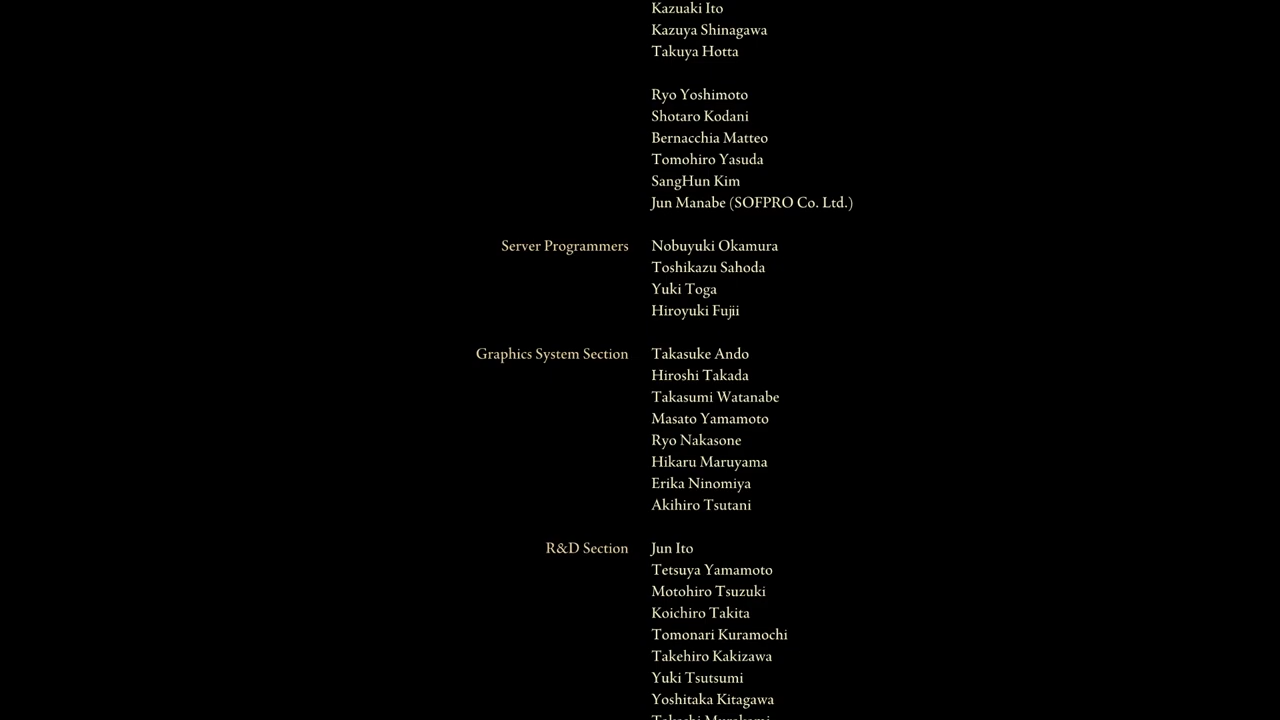 Kazuaki Ito
Kazuya Shinagawa
Takuya Hotta
Ryo Yoshimoto
Shotaro Kodani
Bernacchia Matteo
Tomohiro Yasuda
SangHun Kim
Jun Manabe (SOFPRO Co. Ltd.)
Server Programmers Nobuyuki Okamura
Toshikazu Sahoda
Yuki Toga
Hiroyuki Fujii
Graphics System Section Takasuke Ando
Hiroshi Takada
Takasumi Watanabe
Masato Yamamoto
Ryo Nakasone
Hikaru Maruyama
Erika Ninomiya
Akihiro Tsutani
R&D Section Jun Ito
Tetsuya Yamamoto
Motohiro Tsuzuki
Koichiro Takita
Tomonari Kuramochi
Takehiro Kakizawa
Yuki Tsutsumi
Yoshitaka Kitagawa